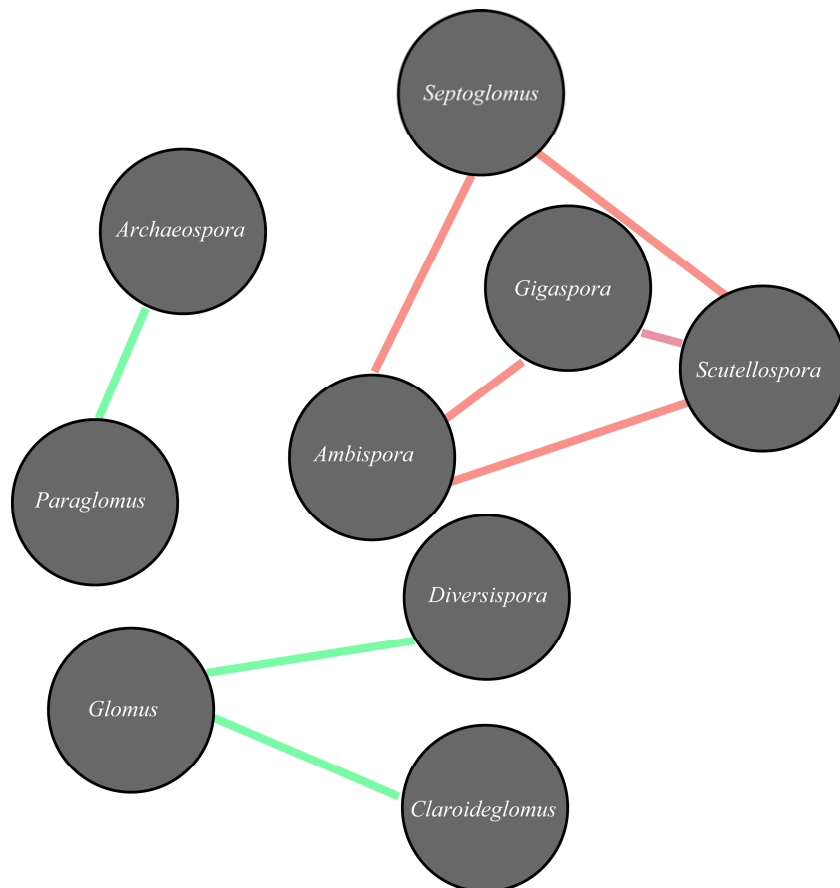 Septoglomus
Archaeospora
Gigaspora
Scutellospora
Ambispora
Paraglomus
Diversispora
Glomus
Claroideglomus